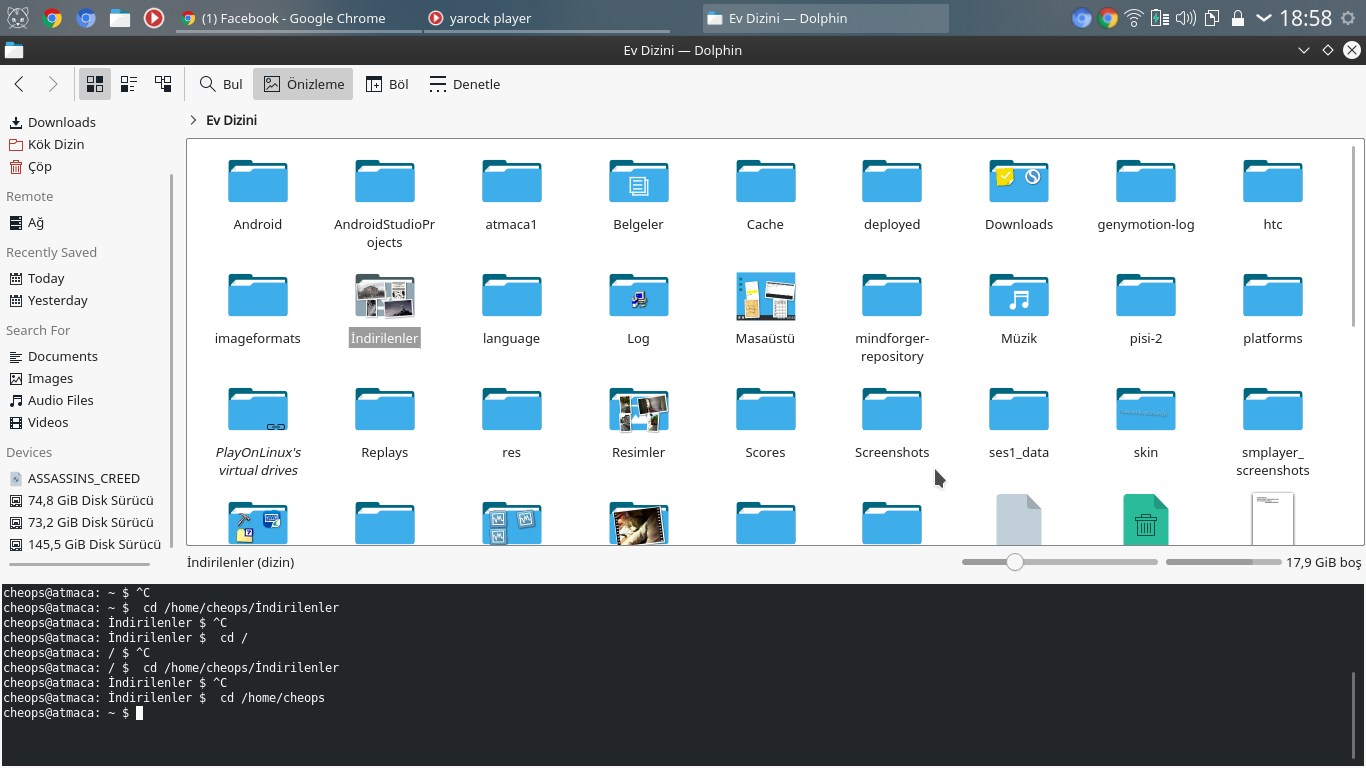 (1) Facebook - Google Chrome
yarock player
Ev Dizini — Dolphin
18:58
Ev Dizini — Dolphin
Bul
Önizleme
Böl
Denetle
Downloads
Kök Dizin
Çöp
Remote
Ağ
Recently Saved
Today
Yesterday
Search For
Documents
Images
Audio Files
Videos
Devices
ASSASSINS_CREED
74,8 GiB Disk Sürücü
73,2 GiB Disk Sürücü
145,5 GiB Disk Sürücü
Ev Dizini
Android
AndroidStudioPr
ojects
atmaca1
Belgeler
Cache
deployed
Downloads
genymotion-log
htc
imageformats
İndirilenler
language
Log
Masaüstü
mindforger-
repository
Müzik
pisi-2
platforms
PlayOnLinux's
virtual drives
Replays
res
Resimler
Scores
Screenshots
ses1_data
skin
smplayer_
screenshots
İndirilenler (dizin)
17,9 GiB boş
cheops@atmaca: ~ $ ^C
cheops@atmaca: ~ $  cd /home/cheops/İndirilenler
cheops@atmaca: İndirilenler $ ^C
cheops@atmaca: İndirilenler $  cd /
cheops@atmaca: / $ ^C
cheops@atmaca: / $  cd /home/cheops/İndirilenler
cheops@atmaca: İndirilenler $ ^C
cheops@atmaca: İndirilenler $  cd /home/cheops
cheops@atmaca: ~ $